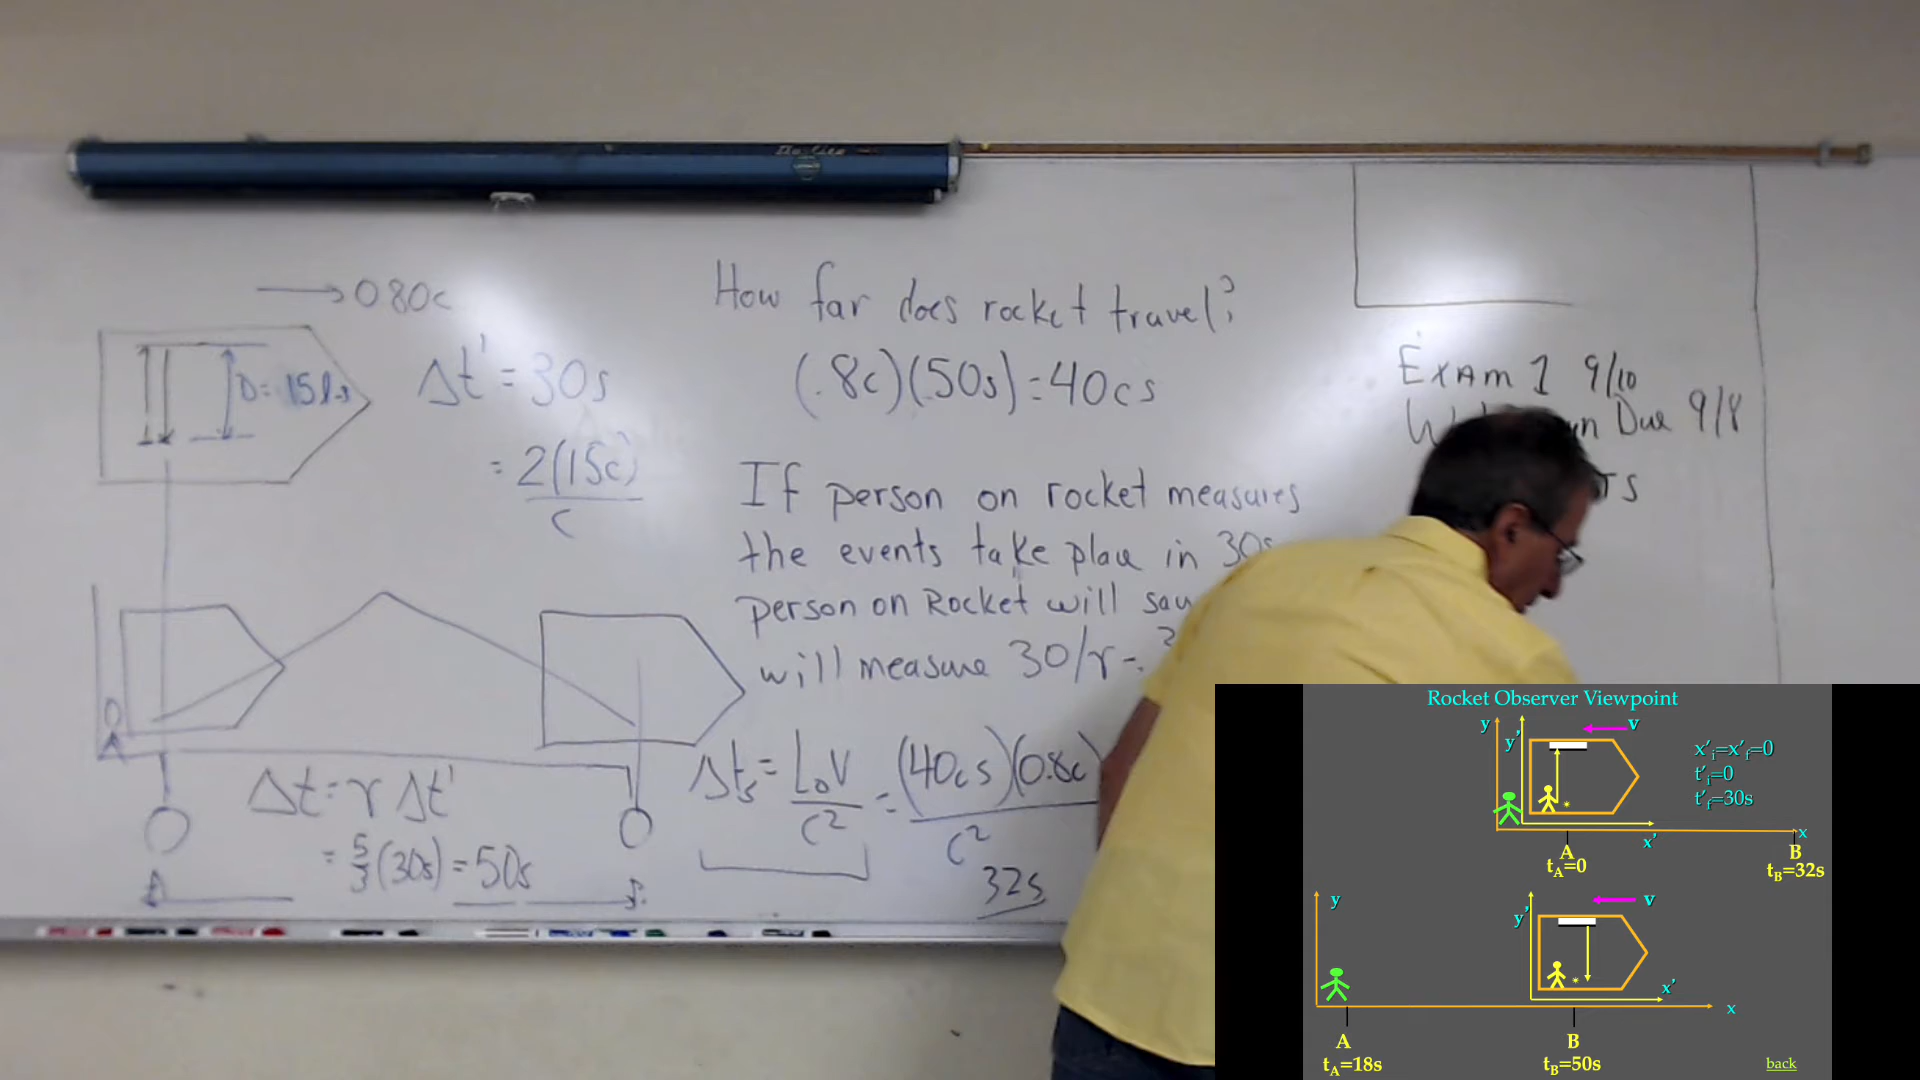 → 0.80c
D = 15 l·s
Δt' = 30s
= 2(15c)
c
Δt = γ Δt'
= 5/3 (30s) = 50s
A
How far does rocket travel?
(.8c)(50s) = 40cs
If person on rocket measures
the events take place in 30s
person on Rocket will
will measure 30/γ =
Δts = L₀V/c² = (40cs)(0.8c)
c²
32s
Exam 1 9/10
Due 9/8
Rocket Observer Viewpoint
y
y'
v
x'i=x'f=0
t'i=0
t'f=30s
x'
x
A
tA=0
B
tB=32s
y
y'
v
x'
x
A
tA=18s
B
tB=50s
back